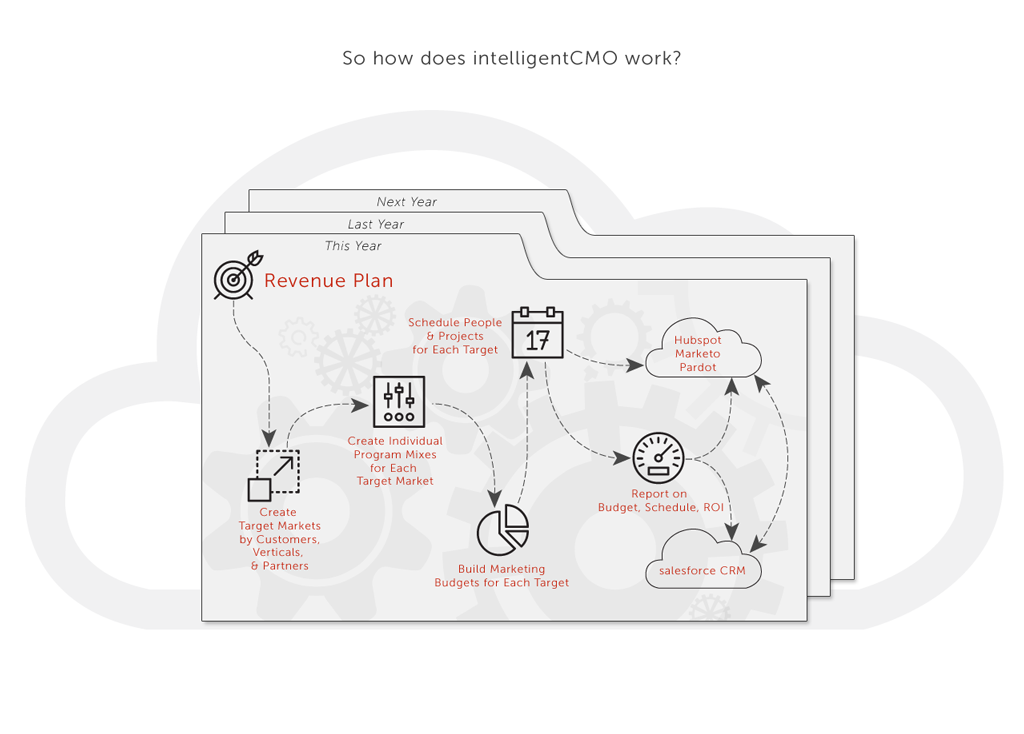 So how does intelligentCMO work?
Next Year
Last Year
This Year
Revenue Plan
Schedule People
& Projects
for Each Target
17
Hubspot
Marketo
Pardot
Create Individual
Program Mixes
for Each
Target Market
Report on
Budget, Schedule, ROI
Create
Target Markets
by Customers,
Verticals,
& Partners
Build Marketing
Budgets for Each Target
salesforce CRM